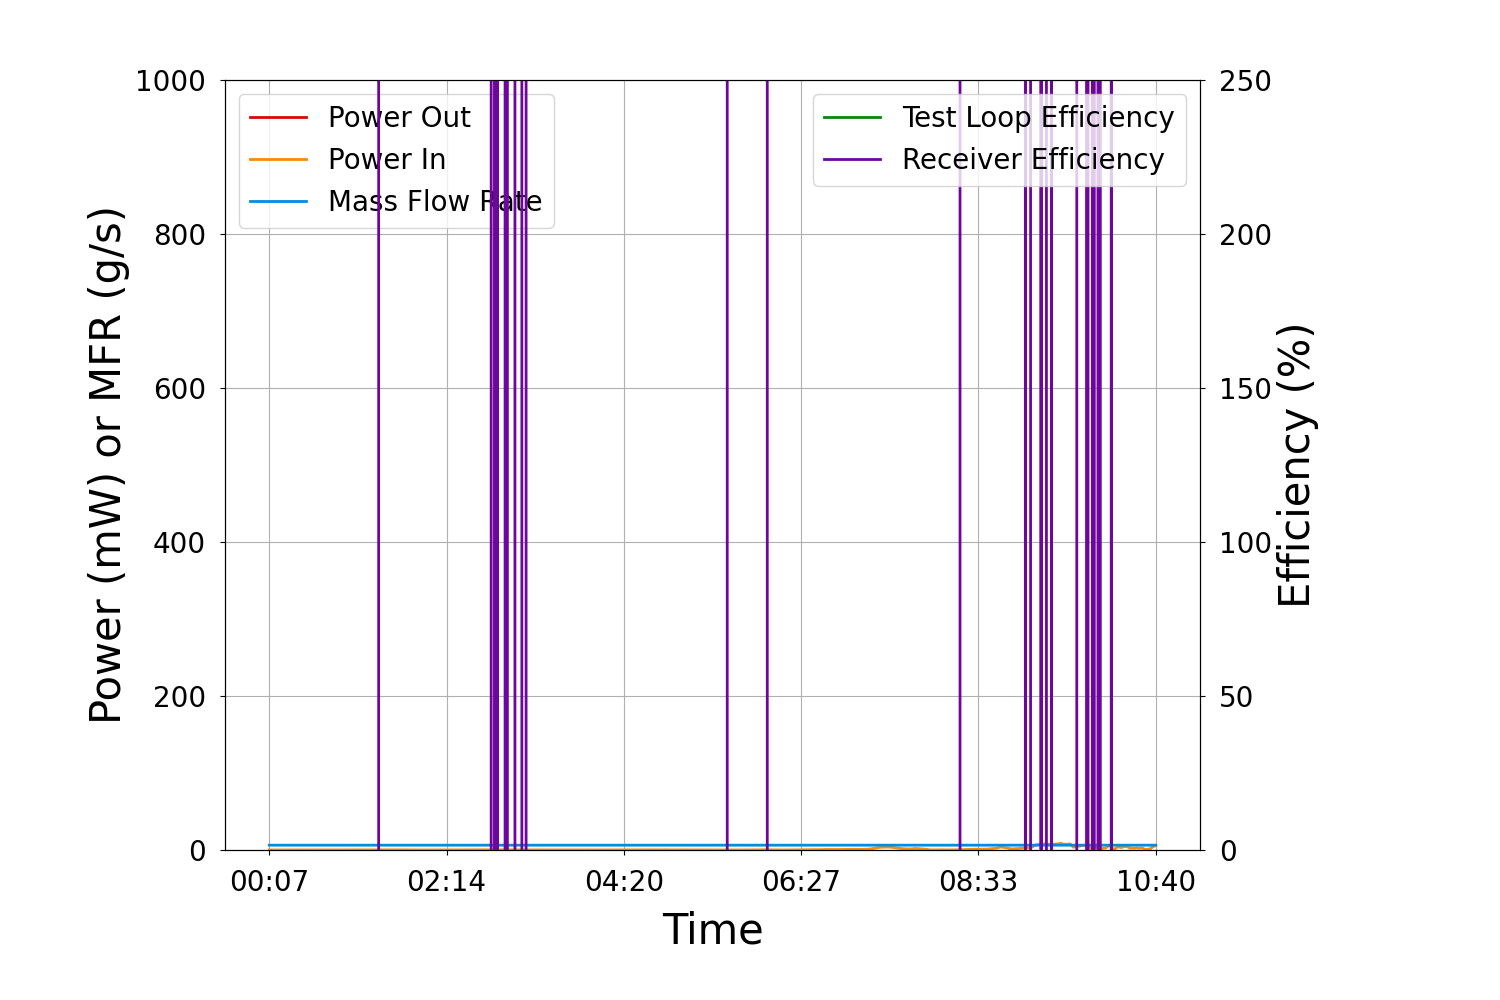 1000
800
600
400
200
0
Power (mW) or MFR (g/s)
Power Out
Power In
Mass Flow Rate
Test Loop Efficiency
Receiver Efficiency
250
200
150
100
50
0
Efficiency (%)
00:07 02:14 04:20 06:27 08:33 10:40
Time